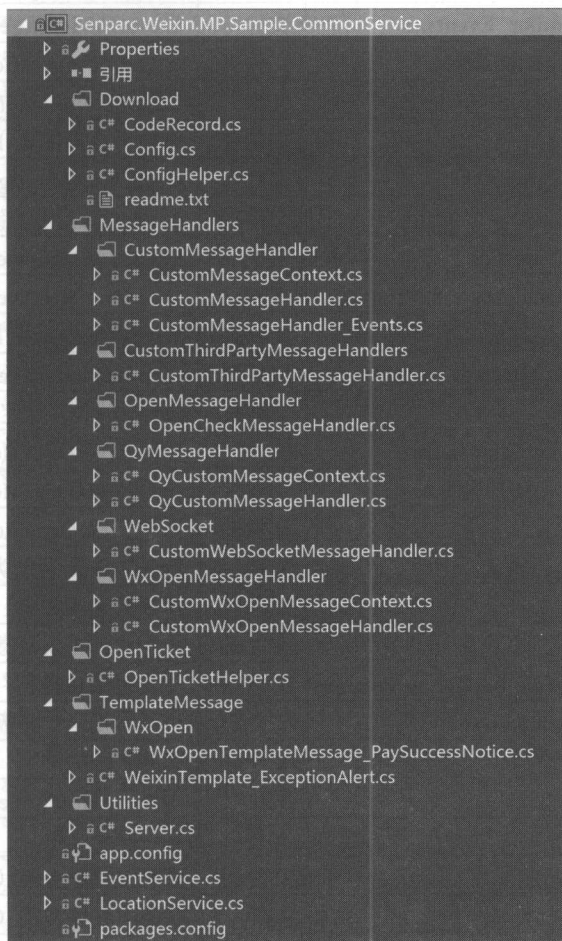 C# Senparc.Weixin.MP.Sample.CommonService
Properties
引用
Download
C# CodeRecord.cs
C# Config.cs
C# ConfigHelper.cs
readme.txt
MessageHandlers
CustomMessageHandler
C# CustomMessageContext.cs
C# CustomMessageHandler.cs
C# CustomMessageHandler_Events.cs
CustomThirdPartyMessageHandlers
C# CustomThirdPartyMessageHandler.cs
OpenMessageHandler
C# OpenCheckMessageHandler.cs
QyMessageHandler
C# QyCustomMessageContext.cs
C# QyCustomMessageHandler.cs
WebSocket
C# CustomWebSocketMessageHandler.cs
WxOpenMessageHandler
C# CustomWxOpenMessageContext.cs
C# CustomWxOpenMessageHandler.cs
OpenTicket
C# OpenTicketHelper.cs
TemplateMessage
WxOpen
C# WxOpenTemplateMessage_PaySuccessNotice.cs
C# WeixinTemplate_ExceptionAlert.cs
Utilities
C# Server.cs
app.config
C# EventService.cs
C# LocationService.cs
packages.config